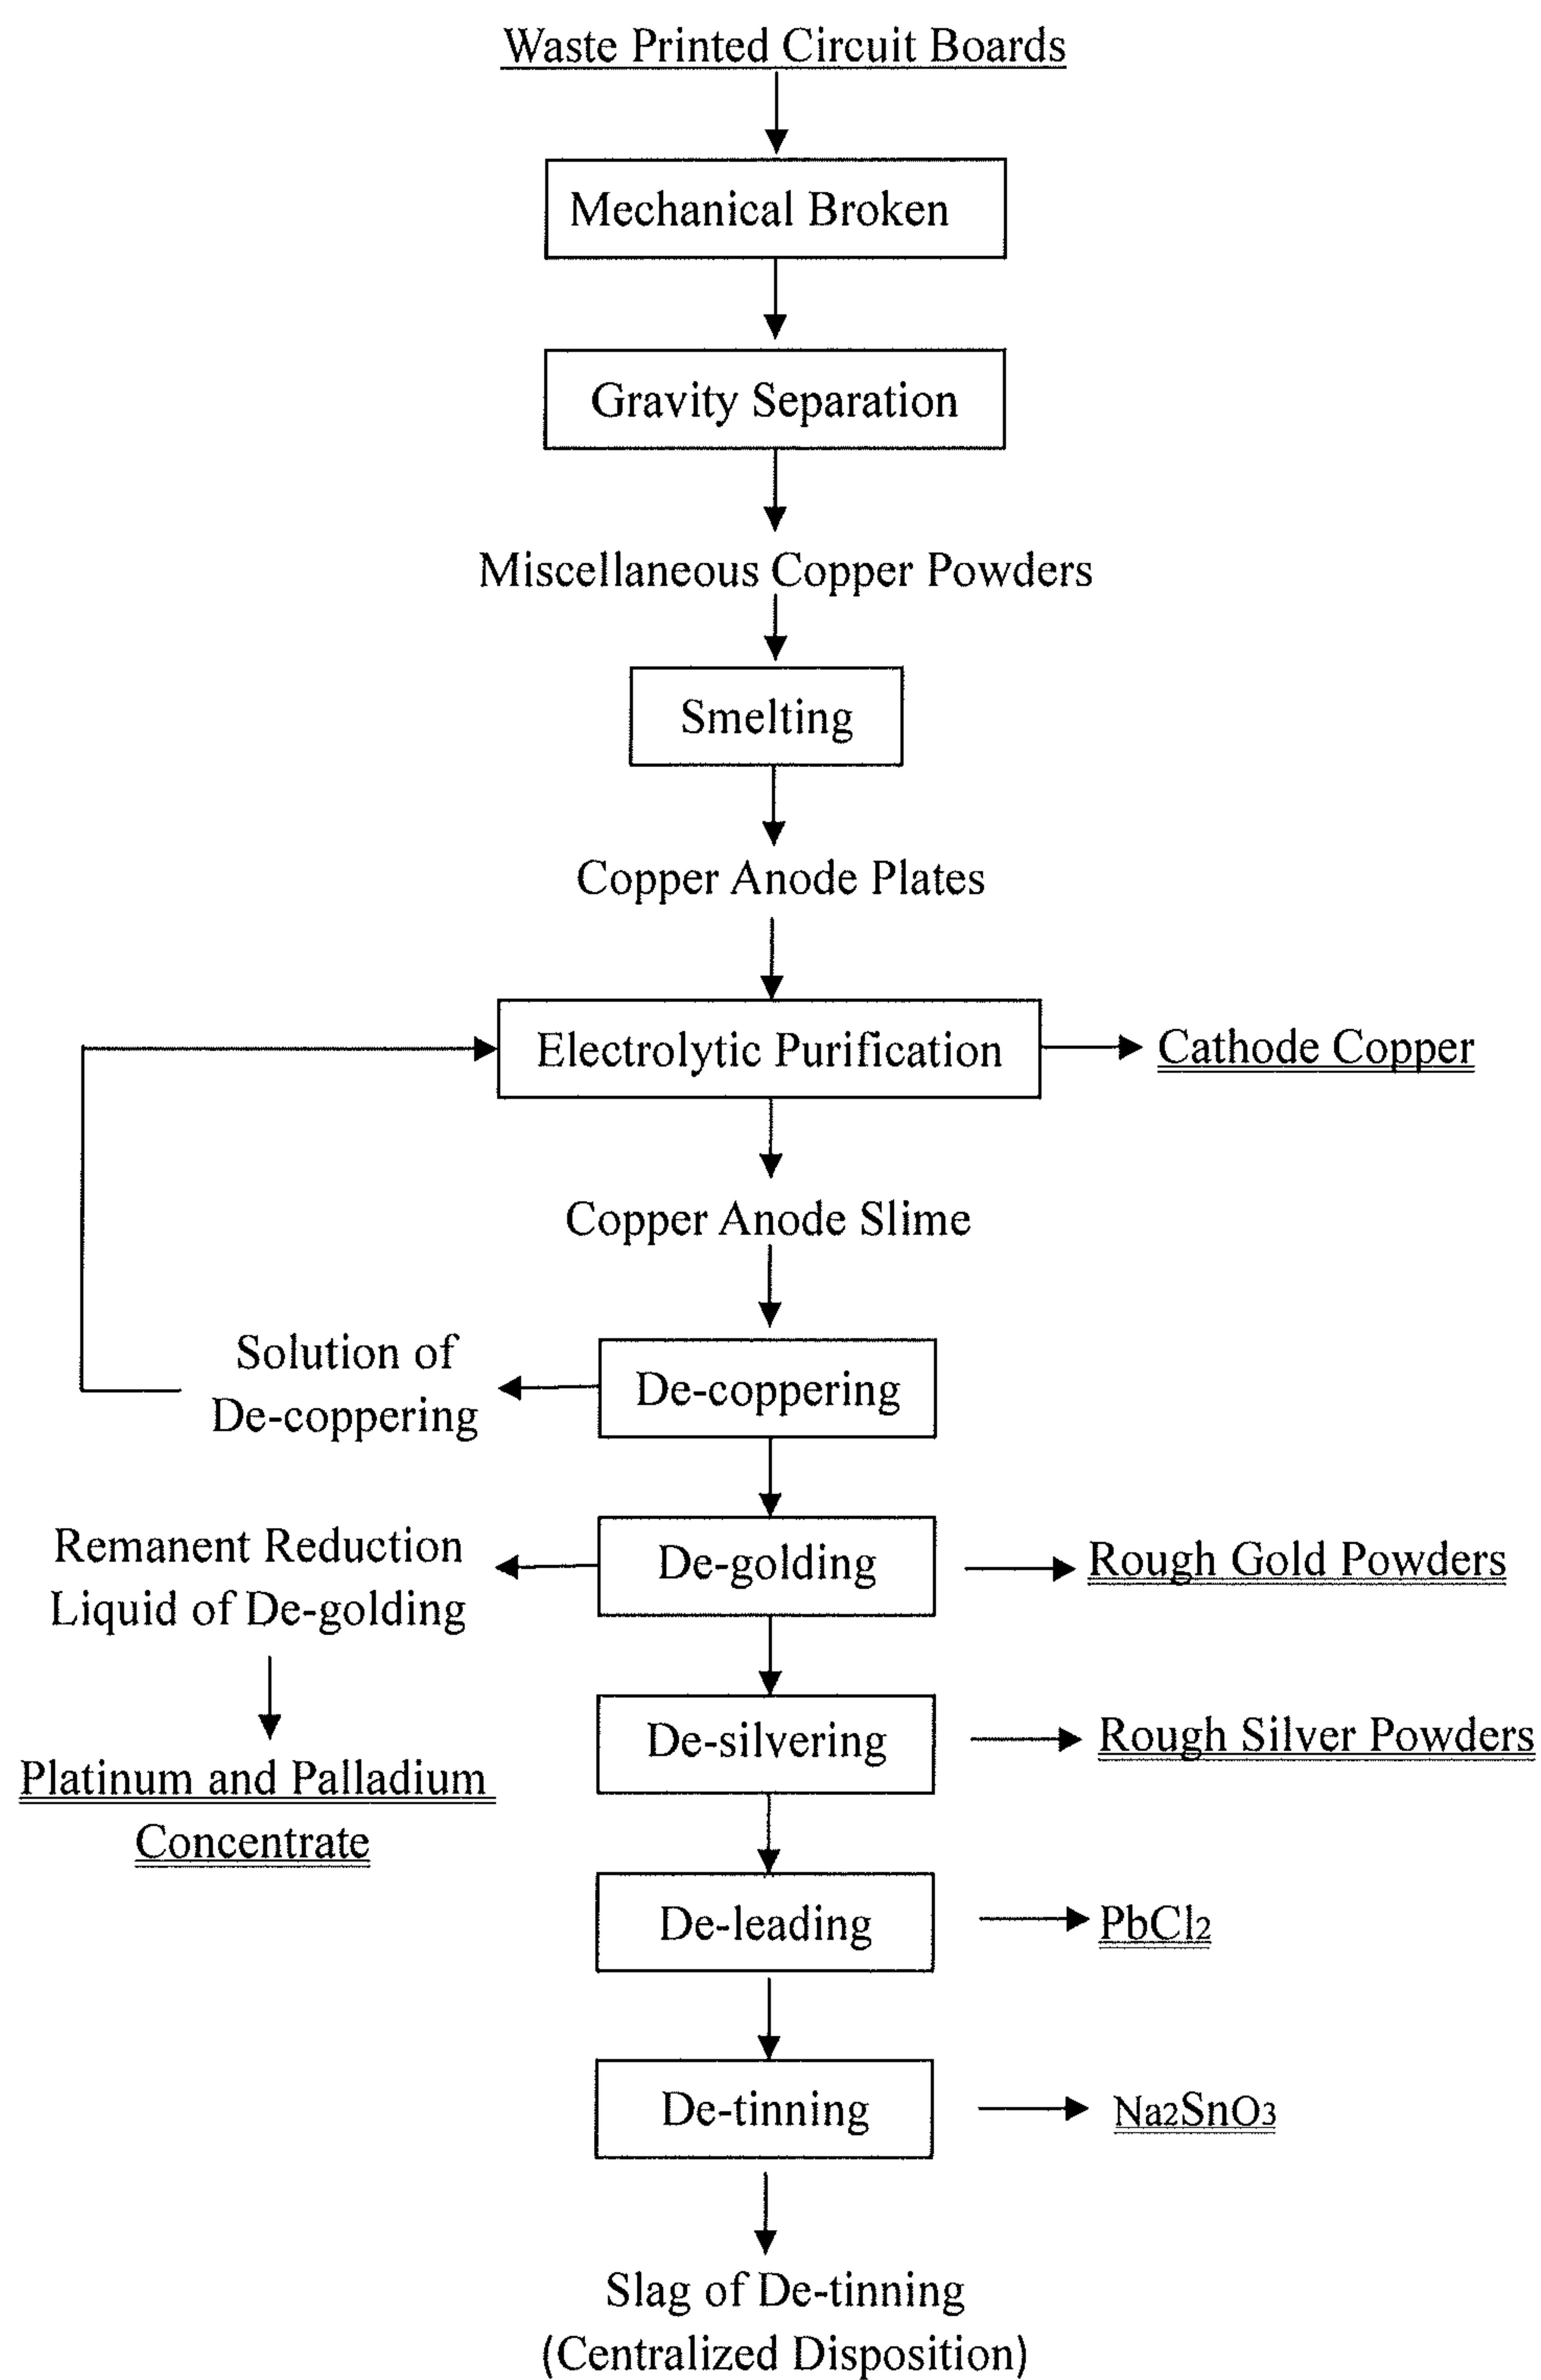 Waste Printed Circuit Boards
Mechanical Broken
Gravity Separation
Miscellaneous Copper Powders
Smelting
Copper Anode Plates
Electrolytic Purification
Cathode Copper
Copper Anode Slime
Solution of
De-coppering
De-coppering
Remanent Reduction
Liquid of De-golding
De-golding
Rough Gold Powders
Platinum and Palladium
Concentrate
De-silvering
Rough Silver Powders
De-leading
PbCl2
De-tinning
Na2SnO3
Slag of De-tinning
(Centralized Disposition)